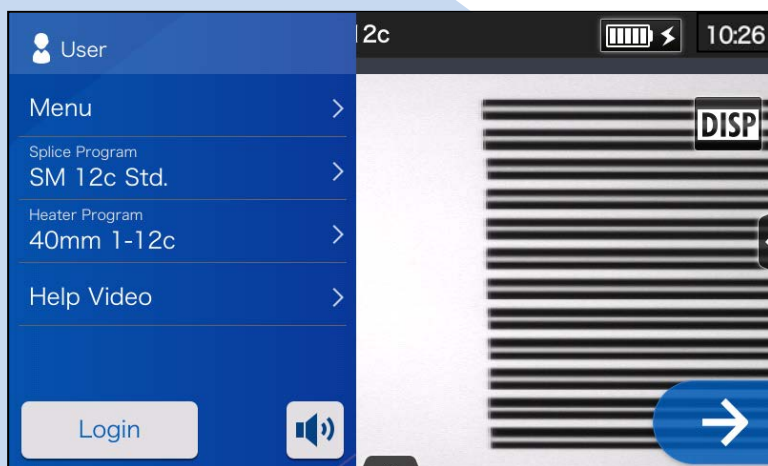 User
12c
10:26
Menu
Splice Program
SM 12c Std.
Heater Program
40mm 1-12c
Help Video
Login
DISP